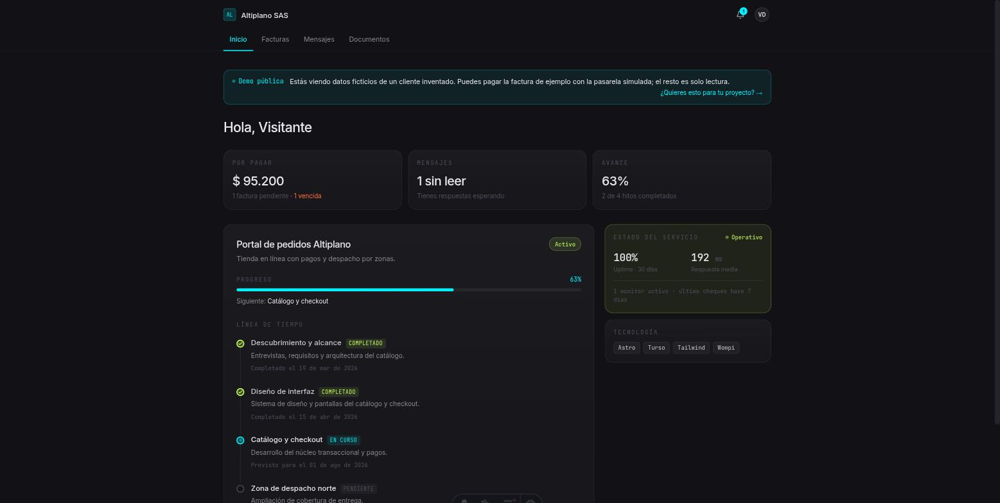 AL
Altiplano SAS
1
VD
Inicio
Facturas
Mensajes
Documentos
Demo pública
Estás viendo datos ficticios de un cliente inventado. Puedes pagar la factura de ejemplo con la pasarela simulada; el resto es solo lectura.
¿Quieres esto para tu proyecto? →
Hola, Visitante
POR PAGAR
$ 95.200
1 factura pendiente · 1 vencida
MENSAJES
1 sin leer
Tienes respuestas esperando
AVANCE
63%
2 de 4 hitos completados
Portal de pedidos Altiplano
Activo
Tienda en línea con pagos y despacho por zonas.
PROGRESO
63%
Siguiente: Catálogo y checkout
LÍNEA DE TIEMPO
Descubrimiento y alcance COMPLETADO
Entrevistas, requisitos y arquitectura del catálogo.
Completado el 19 de mar de 2026
Diseño de interfaz COMPLETADO
Sistema de diseño y pantallas del catálogo y checkout.
Completado el 15 de abr de 2026
Catálogo y checkout EN CURSO
Desarrollo del núcleo transaccional y pagos.
Previsto para el 01 de ago de 2026
Zona de despacho norte PENDIENTE
Ampliación de cobertura de entrega.
ESTADO DEL SERVICIO
Operativo
100%
Uptime · 30 días
192 ms
Respuesta media
1 monitor activo · último chequeo hace 7
días
TECNOLOGÍA
Astro
Turso
Tailwind
Wompi